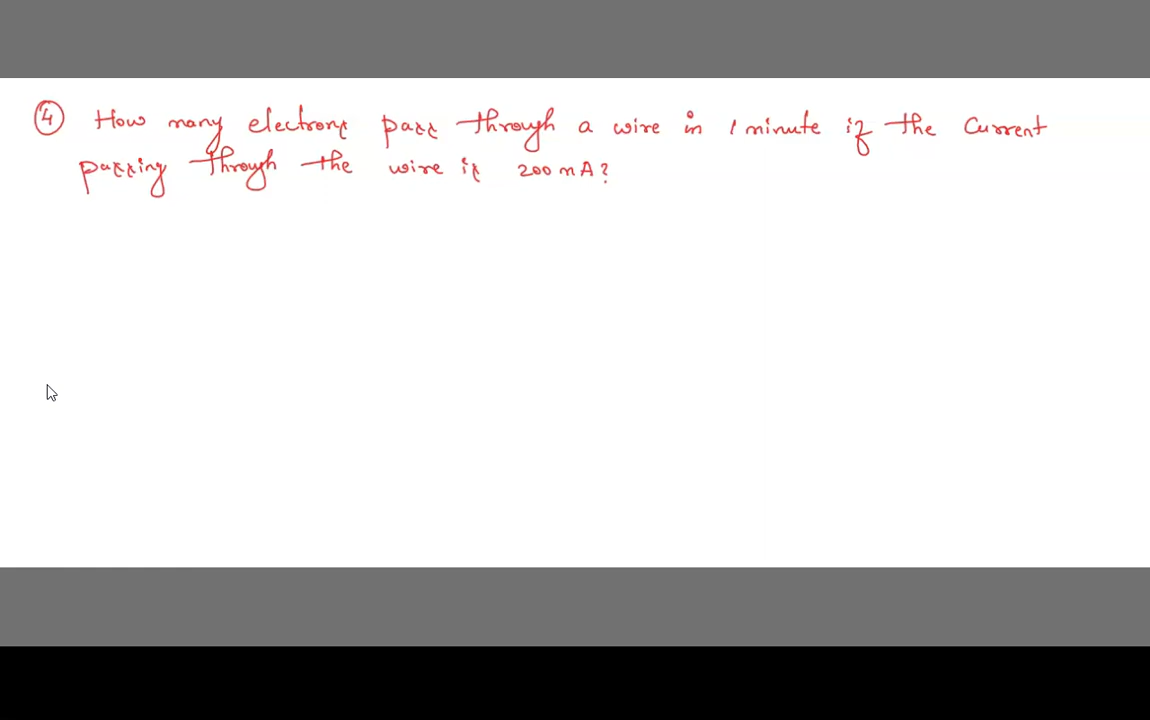 ④ How many electrons pass through a wire in 1 minute if the current
passing through the wire is 200 mA?